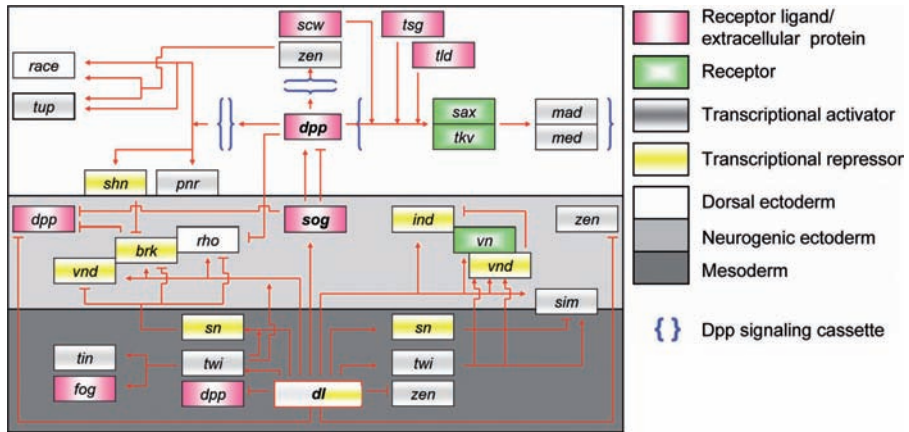 scw
tsg
zen
tld
race
tup
dpp
sax
tkv
mad
med
shn
pnr
dpp
sog
rho
brk
vnd
ind
vn
vnd
zen
sim
sn
sn
tin
twi
twi
fog
dpp
dl
zen
Receptor ligand/
extracellular protein
Receptor
Transcriptional activator
Transcriptional repressor
Dorsal ectoderm
Neurogenic ectoderm
Mesoderm
{ } Dpp signaling cassette